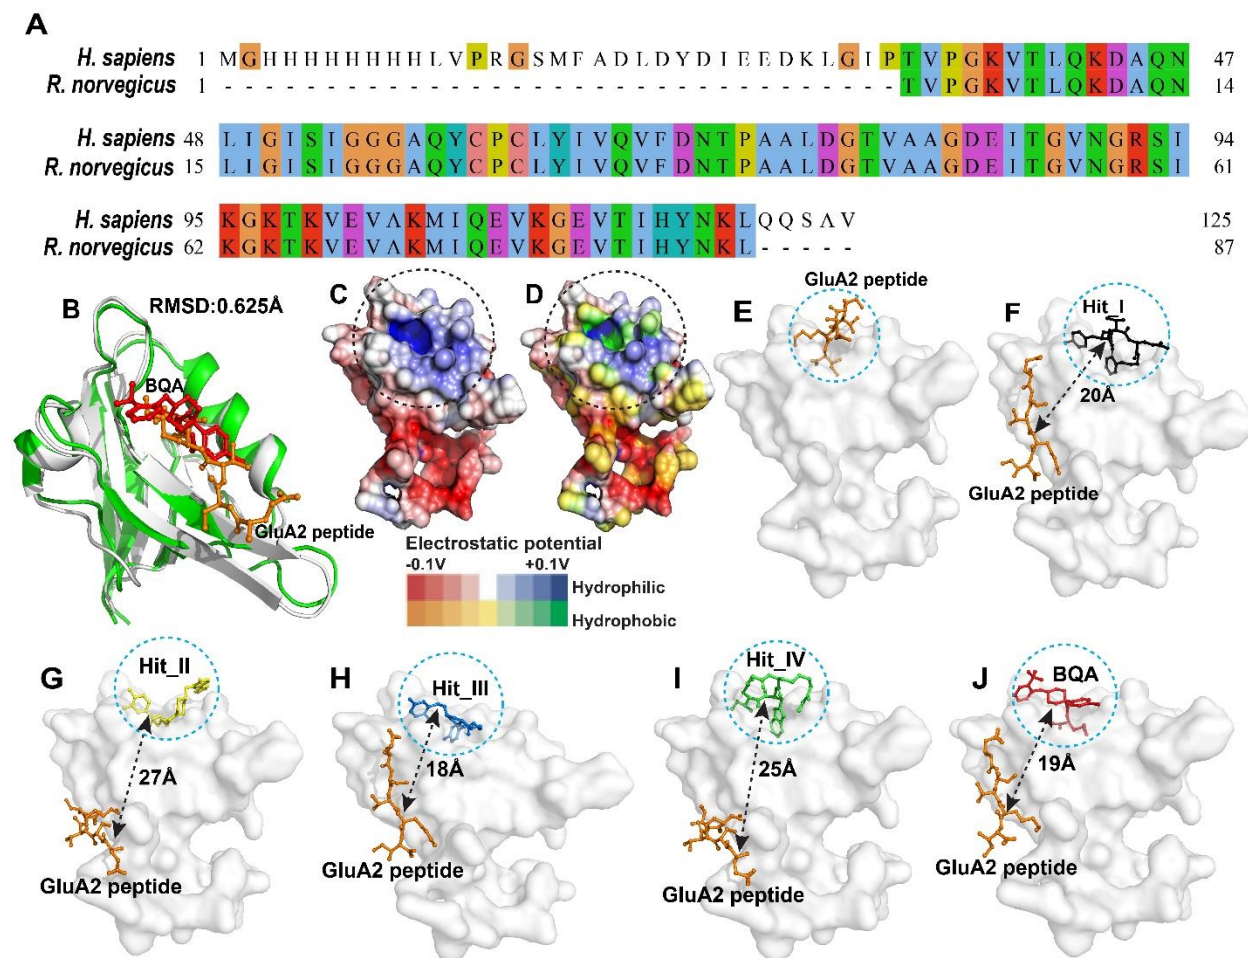 A
H. sapiens 1 M G H H H H H H H H L V P R G S M F A D L D Y D I E E D K L G I P T V P G K V T L Q K D A Q N 47
R. norvegicus 1 - - - - - - - - - - - - - - - - - - - - - - - - - - - - - - - - - T V P G K V T L Q K D A Q N 14
H. sapiens 48 L I G I S I G G G A Q Y C P C L Y I V Q V F D N T P A A L D G T V A A G D E I T G V N G R S I 94
R. norvegicus 15 L I G I S I G G G A Q Y C P C L Y I V Q V F D N T P A A L D G T V A A G D E I T G V N G R S I 61
H. sapiens 95 K G K T K V E V A K M I Q E V K G E V T I H Y N K L Q Q S A V 125
R. norvegicus 62 K G K T K V E V A K M I Q E V K G E V T I H Y N K L - - - - - 87
B
RMSD:0.625Å
BQA
GluA2 peptide
C
D
Electrostatic potential
-0.1V +0.1V
Hydrophilic
Hydrophobic
E
GluA2 peptide
F
Hit_I
20Å
GluA2 peptide
G
Hit_II
27Å
GluA2 peptide
H
Hit_III
18Å
GluA2 peptide
I
Hit_IV
25Å
GluA2 peptide
J
BQA
19Å
GluA2 peptide